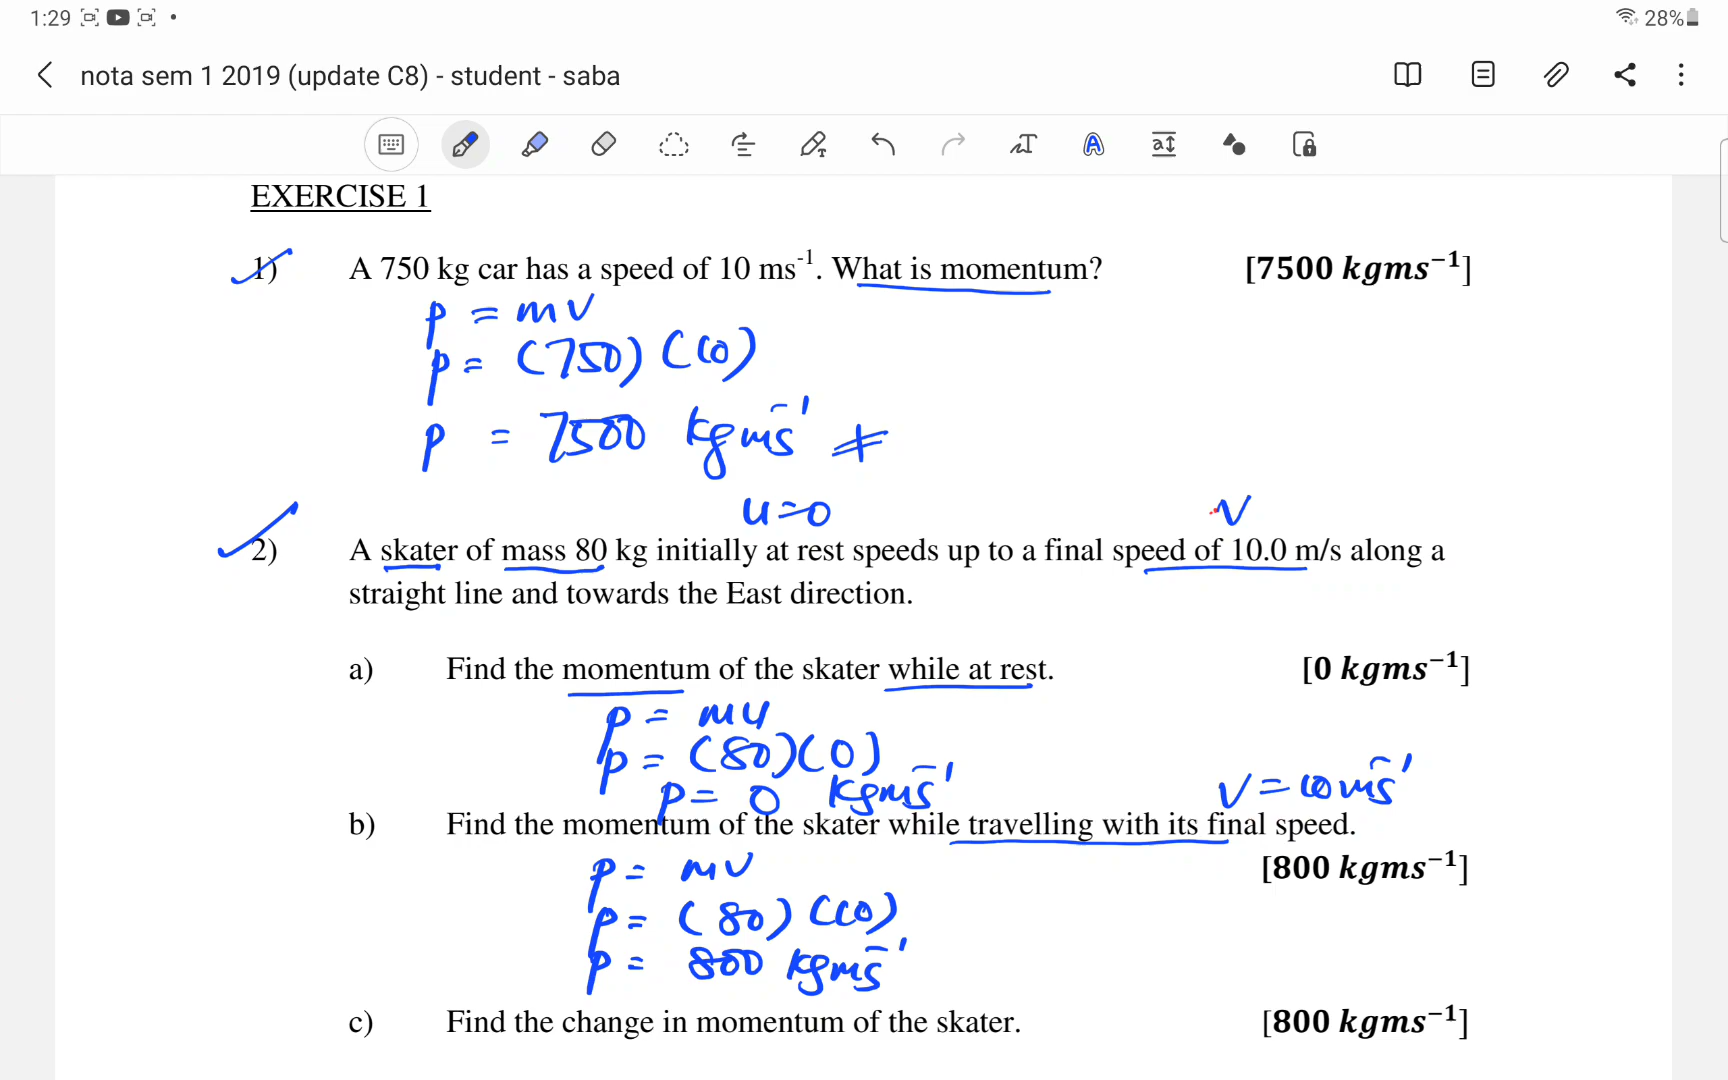 1:29
28%
nota sem 1 2019 (update C8) - student - saba
EXERCISE 1
1) A 750 kg car has a speed of 10 ms⁻¹. What is momentum? [7500 kgms⁻¹]
p = mv
p = (750) (10)
p = 7500 kgms⁻¹
u=0 v
2) A skater of mass 80 kg initially at rest speeds up to a final speed of 10.0 m/s along a
straight line and towards the East direction.
a) Find the momentum of the skater while at rest. [0 kgms⁻¹]
p = mu
p = (80)(0)
p = 0 kgms⁻¹ v = 10 ms⁻¹
b) Find the momentum of the skater while travelling with its final speed.
[800 kgms⁻¹]
p = mv
p = (80) (10)
p = 800 kgms⁻¹
c) Find the change in momentum of the skater. [800 kgms⁻¹]